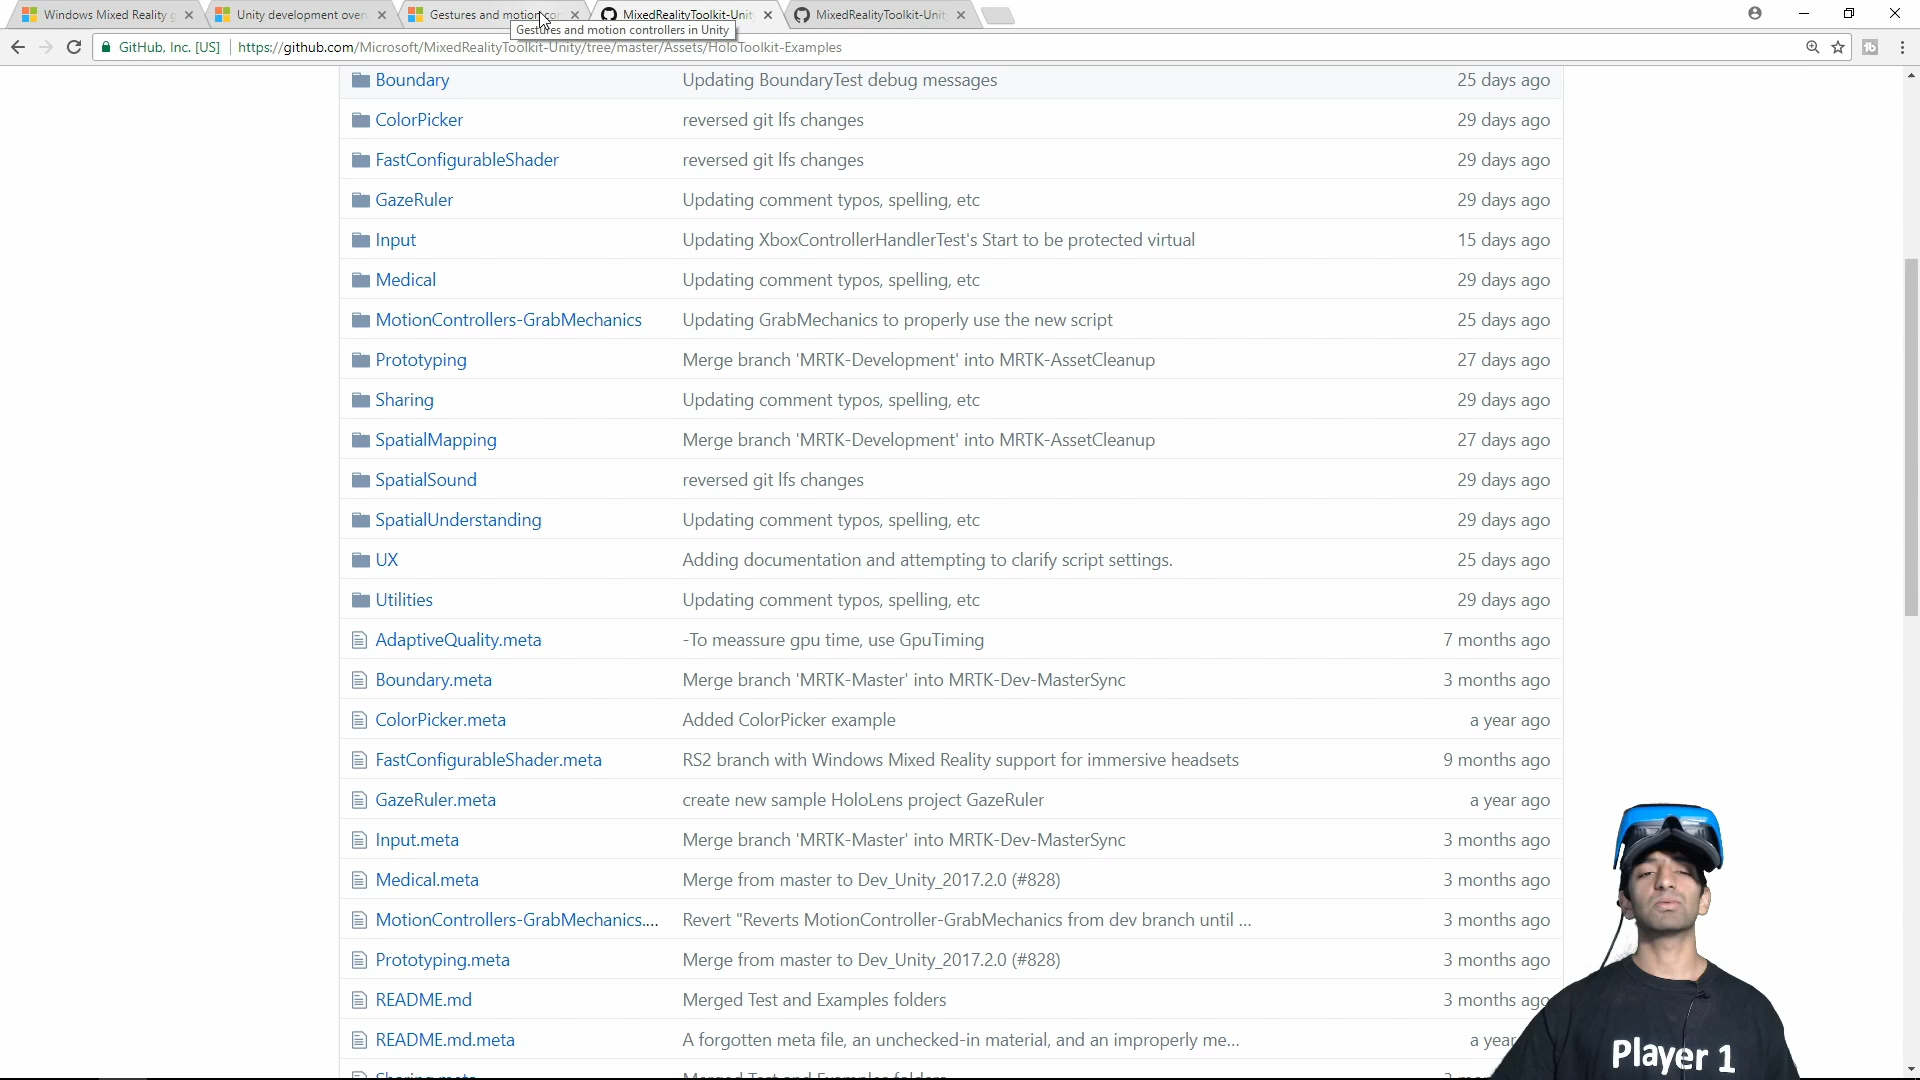 Windows Mixed Reality
Unity development over
Gestures and motion
MixedRealityToolkit-Unit
MixedRealityToolkit-Unit
Gestures and motion controllers in Unity
GitHub, Inc. [US]
https://github.com/Microsoft/MixedRealityToolkit-Unity/tree/master/Assets/HoloToolkit-Examples
Boundary Updating BoundaryTest debug messages 25 days ago
ColorPicker reversed git lfs changes 29 days ago
FastConfigurableShader reversed git lfs changes 29 days ago
GazeRuler Updating comment typos, spelling, etc 29 days ago
Input Updating XboxControllerHandlerTest's Start to be protected virtual 15 days ago
Medical Updating comment typos, spelling, etc 29 days ago
MotionControllers-GrabMechanics Updating GrabMechanics to properly use the new script 25 days ago
Prototyping Merge branch 'MRTK-Development' into MRTK-AssetCleanup 27 days ago
Sharing Updating comment typos, spelling, etc 29 days ago
SpatialMapping Merge branch 'MRTK-Development' into MRTK-AssetCleanup 27 days ago
SpatialSound reversed git lfs changes 29 days ago
SpatialUnderstanding Updating comment typos, spelling, etc 29 days ago
UX Adding documentation and attempting to clarify script settings. 25 days ago
Utilities Updating comment typos, spelling, etc 29 days ago
AdaptiveQuality.meta -To meassure gpu time, use GpuTiming 7 months ago
Boundary.meta Merge branch 'MRTK-Master' into MRTK-Dev-MasterSync 3 months ago
ColorPicker.meta Added ColorPicker example a year ago
FastConfigurableShader.meta RS2 branch with Windows Mixed Reality support for immersive headsets 9 months ago
GazeRuler.meta create new sample HoloLens project GazeRuler a year ago
Input.meta Merge branch 'MRTK-Master' into MRTK-Dev-MasterSync 3 months ago
Medical.meta Merge from master to Dev_Unity_2017.2.0 (#828) 3 months ago
MotionControllers-GrabMechanics.... Revert "Reverts MotionController-GrabMechanics from dev branch until ... 3 months ago
Prototyping.meta Merge from master to Dev_Unity_2017.2.0 (#828) 3 months ago
README.md Merged Test and Examples folders 3 months ago
README.md.meta A forgotten meta file, an unchecked-in material, and an improperly me... a year
Player 1